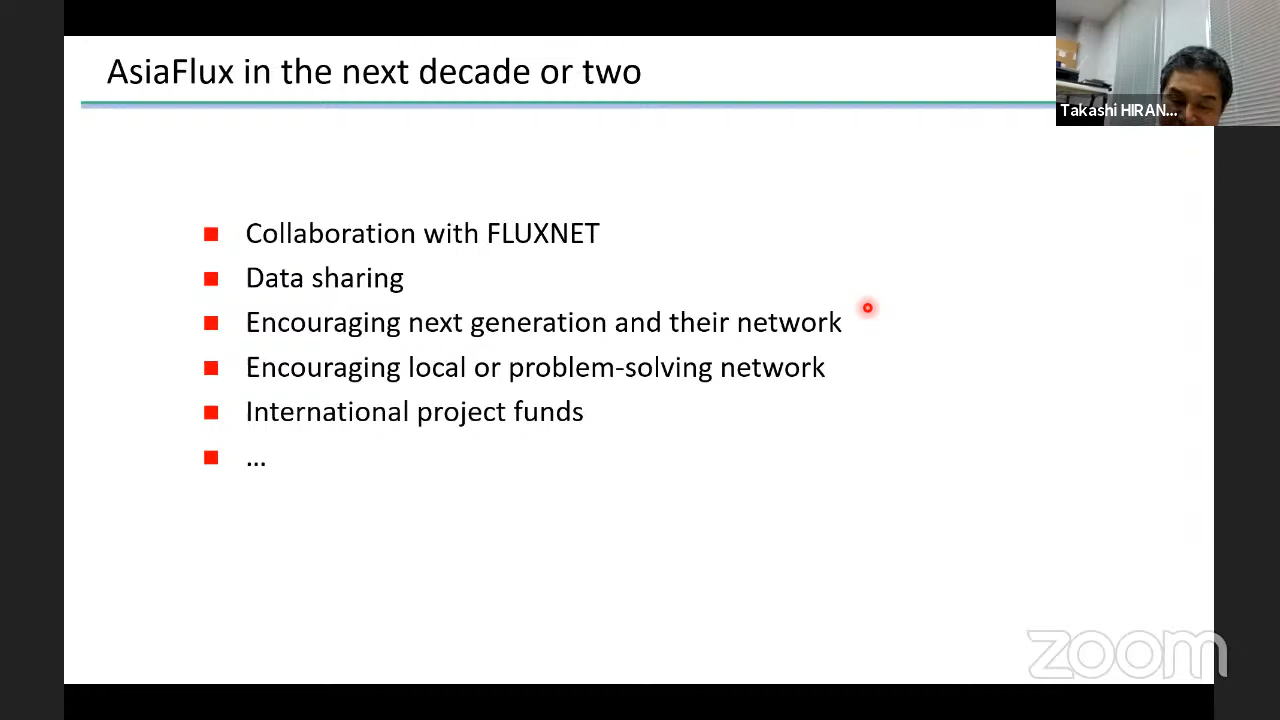 AsiaFlux in the next decade or two
Takashi HIRAN...
Collaboration with FLUXNET
Data sharing
Encouraging next generation and their network
Encouraging local or problem-solving network
International project funds
...
zoom